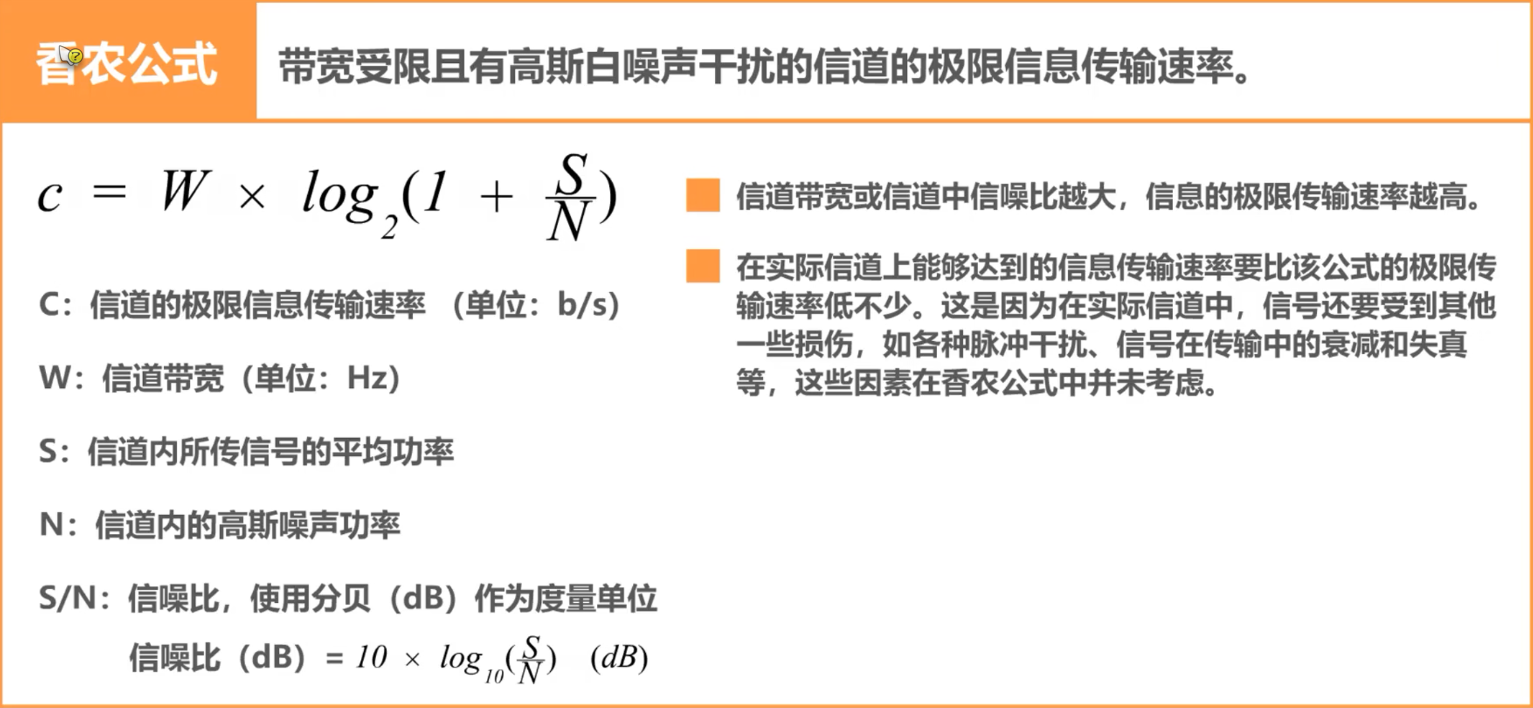 香农公式
带宽受限且有高斯白噪声干扰的信道的极限信息传输速率。
c = W × log₂(1 + S/N)
C：信道的极限信息传输速率 （单位：b/s）
W：信道带宽（单位：Hz）
S：信道内所传信号的平均功率
N：信道内的高斯噪声功率
S/N：信噪比，使用分贝（dB）作为度量单位
信噪比（dB）= 10 × log₁₀(S/N) (dB)
信道带宽或信道中信噪比越大，信息的极限传输速率越高。
在实际信道上能够达到的信息传输速率要比该公式的极限传
输速率低不少。这是因为在实际信道中，信号还要受到其他
一些损伤，如各种脉冲干扰、信号在传输中的衰减和失真
等，这些因素在香农公式中并未考虑。